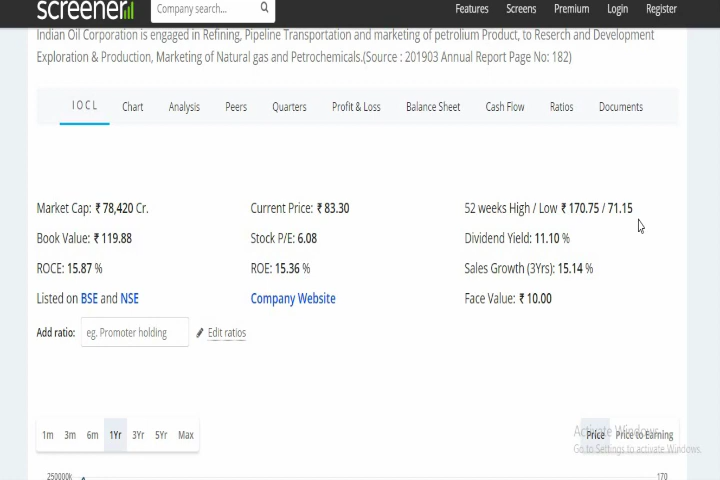 screener
Company search...
Features Screens Premium Login Register
Indian Oil Corporation is engaged in Refining, Pipeline Transportation and marketing of petrolium Product, to Reserch and Development
Exploration & Production, Marketing of Natural gas and Petrochemicals.(Source : 201903 Annual Report Page No: 182)
IOCL Chart Analysis Peers Quarters Profit & Loss Balance Sheet Cash Flow Ratios Documents
Market Cap: ₹ 78,420 Cr. Current Price: ₹ 83.30 52 weeks High / Low ₹ 170.75 / 71.15
Book Value: ₹ 119.88 Stock P/E: 6.08 Dividend Yield: 11.10 %
ROCE: 15.87 % ROE: 15.36 % Sales Growth (3Yrs): 15.14 %
Listed on BSE and NSE Company Website Face Value: ₹ 10.00
Add ratio: eg. Promoter holding Edit ratios
1m 3m 6m 1Yr 3Yr 5Yr Max Price Price to Earning
Activate Windows
Go to Settings to activate Windows.
250000k 170